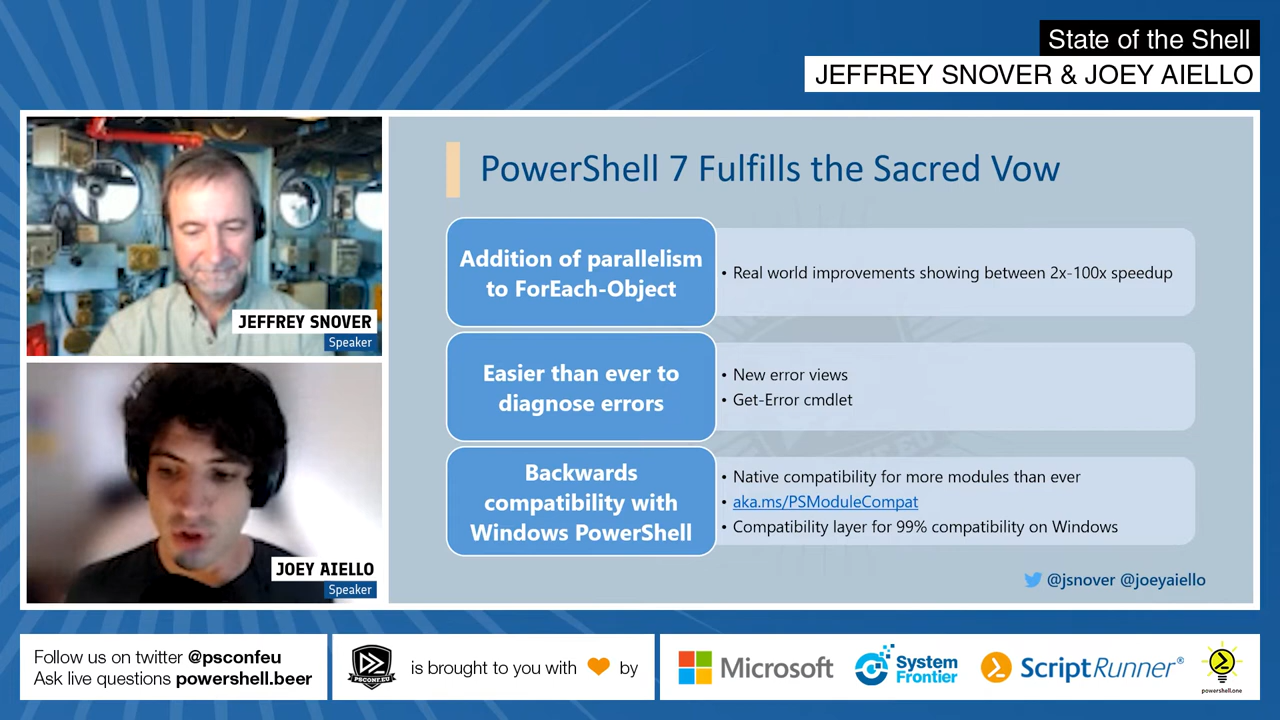 State of the Shell
JEFFREY SNOVER & JOEY AIELLO
JEFFREY SNOVER
Speaker
JOEY AIELLO
Speaker
PowerShell 7 Fulfills the Sacred Vow
Addition of parallelism
to ForEach-Object
• Real world improvements showing between 2x-100x speedup
Easier than ever to
diagnose errors
• New error views
• Get-Error cmdlet
Backwards
compatibility with
Windows PowerShell
• Native compatibility for more modules than ever
• aka.ms/PSModuleCompat
• Compatibility layer for 99% compatibility on Windows
@jsnover @joeyaiello
Follow us on twitter @psconfeu
Ask live questions powershell.beer
PSCONF.EU
is brought to you with
by
Microsoft
System
Frontier
ScriptRunner®
powershell.one